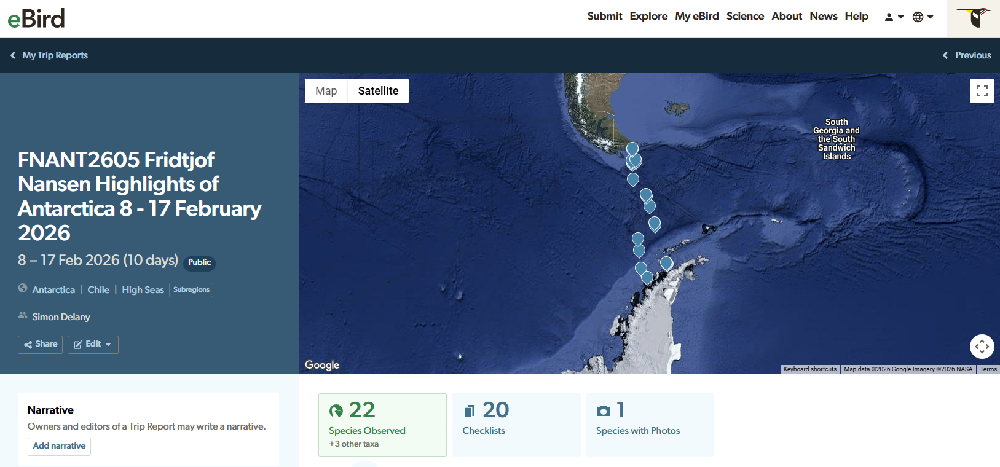 eBird
Submit Explore My eBird Science About News Help
My Trip Reports
Previous
Map Satellite
South
Georgia and
the South
Sandwich
Islands
FNANT2605 Fridtjof
Nansen Highlights of
Antarctica 8 - 17 February
2026
8 – 17 Feb 2026 (10 days) Public
Antarctica | Chile | High Seas Subregions
Simon Delany
Share Edit
Google
Keyboard shortcuts Map data ©2026 Google Imagery ©2026 NASA Terms
Narrative
Owners and editors of a Trip Report may write a narrative.
Add narrative
22
Species Observed
+3 other taxa
20
Checklists
1
Species with Photos